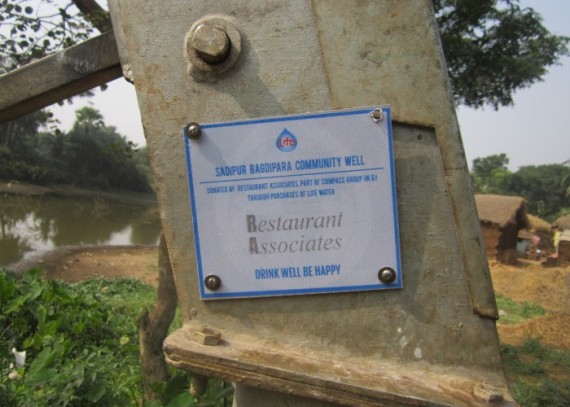 SADIPUR BAGDIPARA COMMUNITY WELL
DONATED BY RESTAURANT ASSOCIATES, PART OF COMPASS GROUP UK & I
THROUGH PURCHASES OF LIFE WATER
Restaurant
Associates
DRINK WELL BE HAPPY